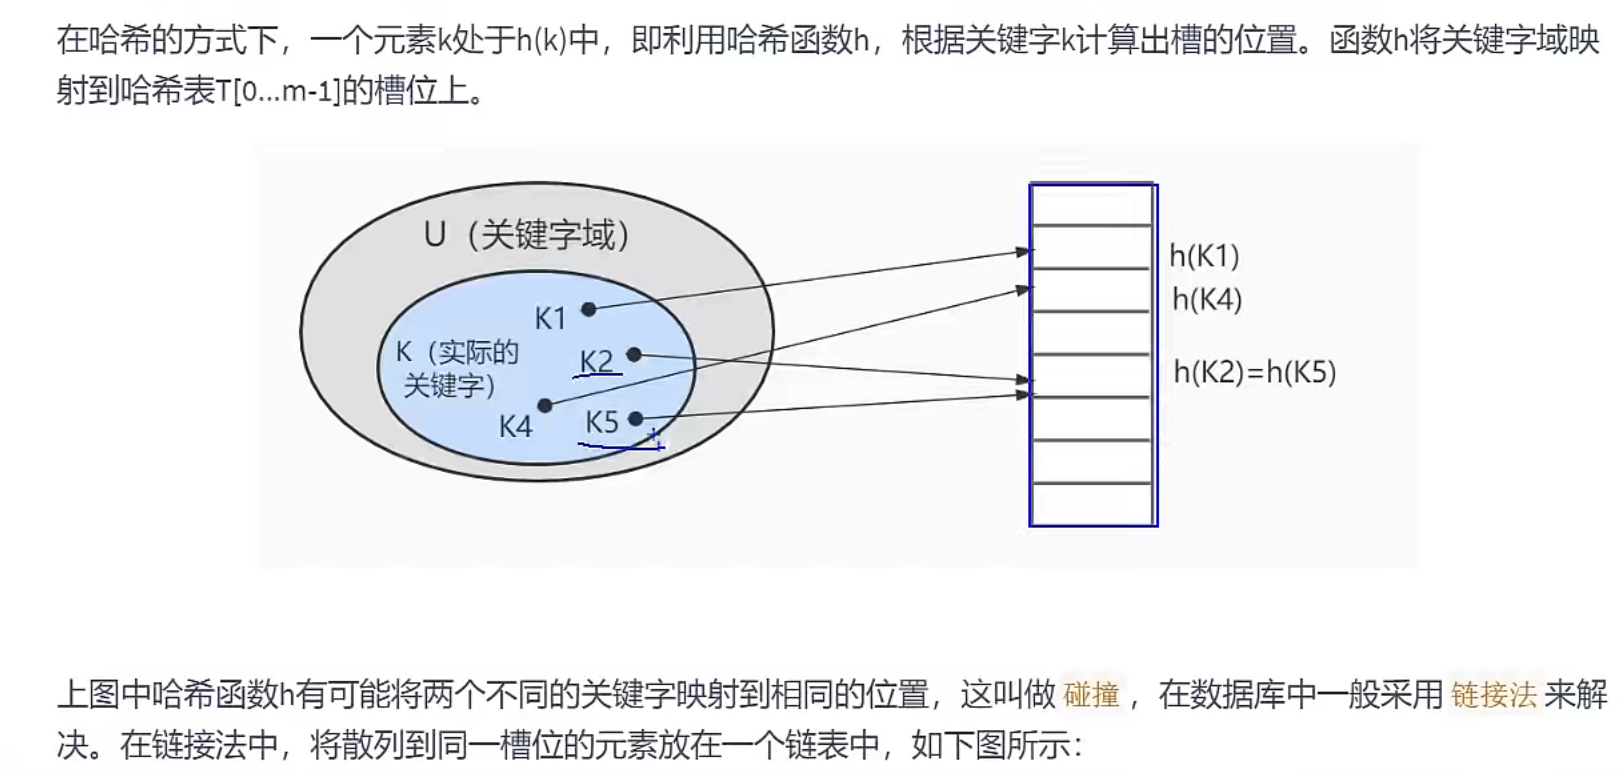 在哈希的方式下，一个元素k处于h(k)中，即利用哈希函数h，根据关键字k计算出槽的位置。函数h将关键字域映
射到哈希表T[0...m-1]的槽位上。
U（关键字域）
K1
K（实际的
关键字）
K2
K4
K5
h(K1)
h(K4)
h(K2)=h(K5)
上图中哈希函数h有可能将两个不同的关键字映射到相同的位置，这叫做 碰撞 ，在数据库中一般采用 链接法 来解
决。在链接法中，将散列到同一槽位的元素放在一个链表中，如下图所示：